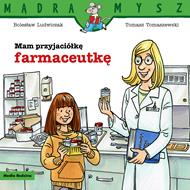 MĄDRA MYSZ
Bolesław Ludwiczak Tomasz Tomaszewski
Mam przyjaciółkę
farmaceutkę
Media Rodzina